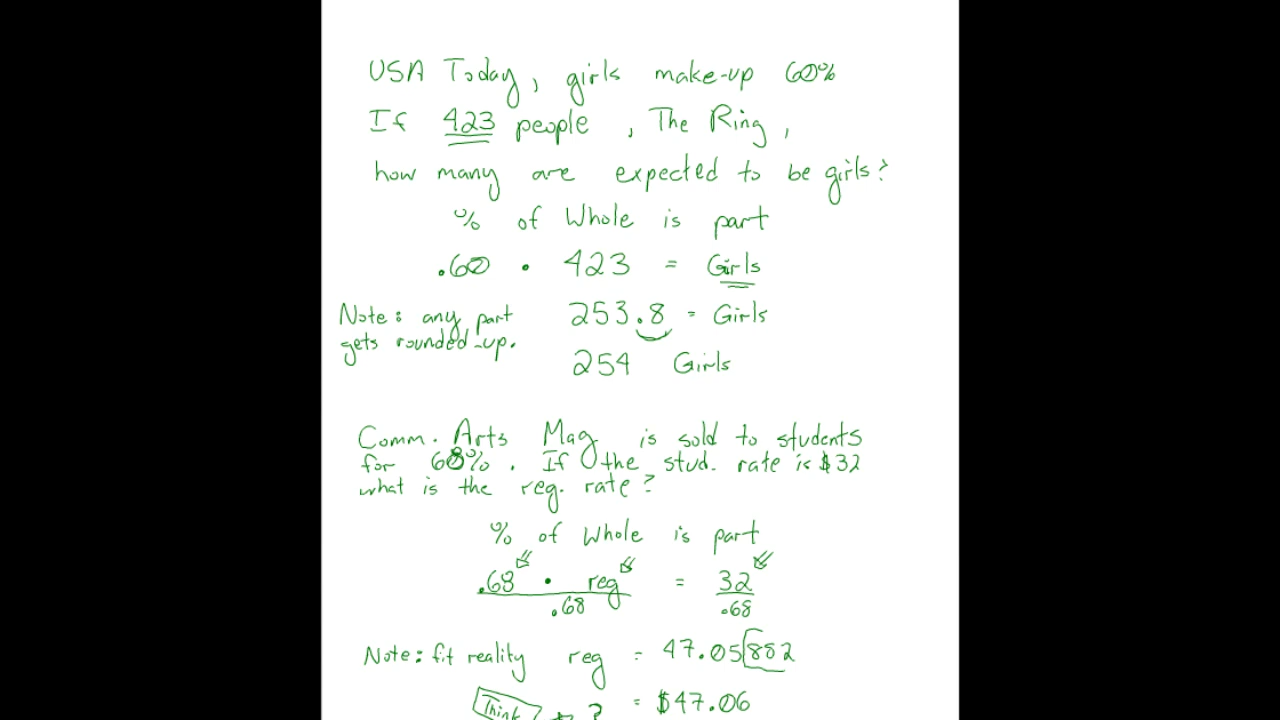 USA Today, girls make-up 60%
If 423 people , The Ring,
how many are expected to be girls?
% of Whole is part
.60 · 423 = Girls
Note: any part gets rounded-up.
253.8 = Girls
254 Girls
Comm. Arts Mag is sold to students
for 68%. If the stud. rate is $32
what is the reg. rate?
% of Whole is part
.68 · reg = 32
.68 .68
Note: fit reality reg = 47.05882
Think ? = $47.06